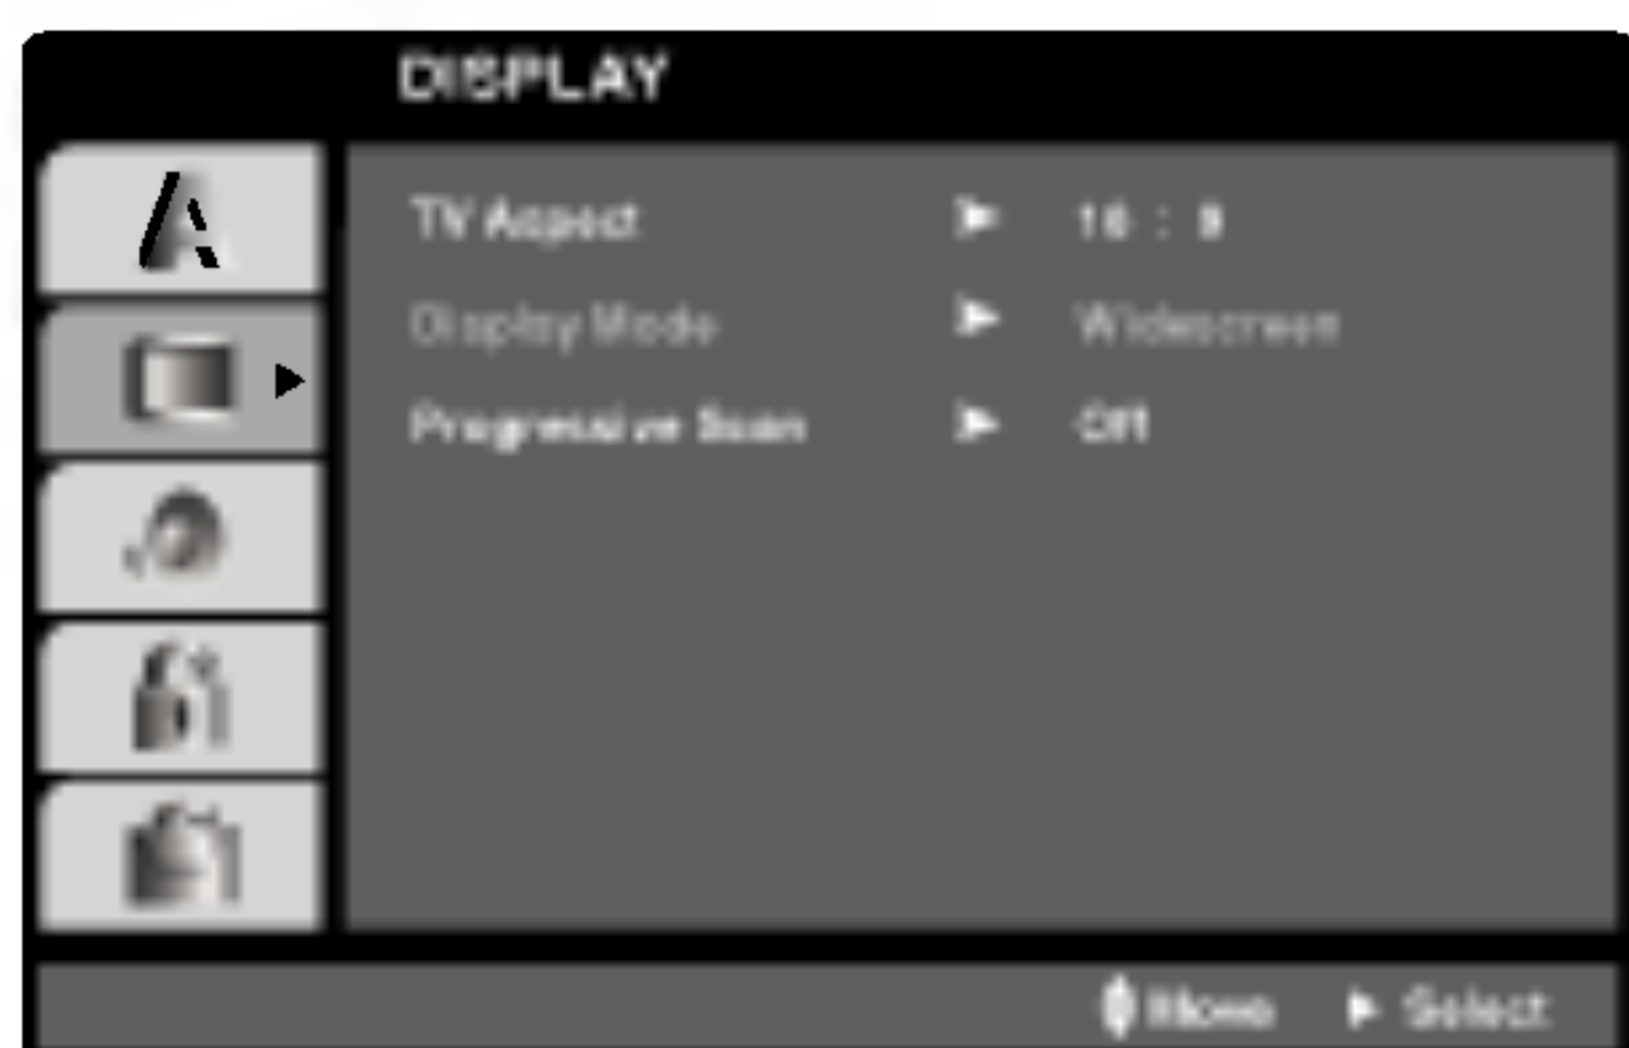 DISPLAY
A
TV Aspect ► 16 : 9
Display Mode ► Widescreen
Progressive Scan ► Off
Move ► Select